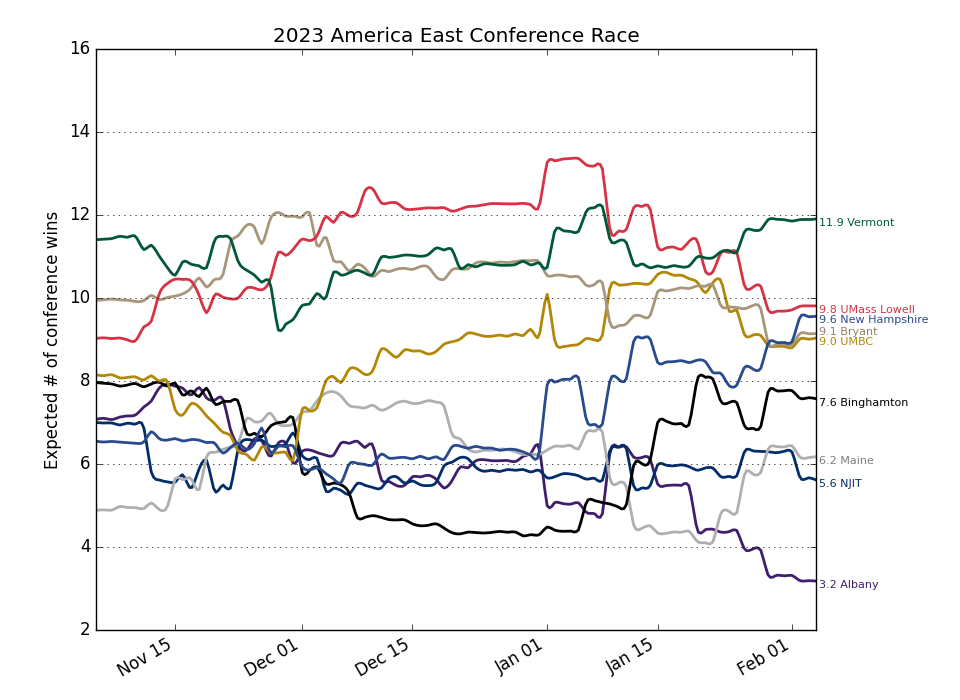 2023 America East Conference Race
Expected # of conference wins
16
14
12
10
8
6
4
2
11.9 Vermont
9.8 UMass Lowell
9.6 New Hampshire
9.1 Bryant
9.0 UMBC
7.6 Binghamton
6.2 Maine
5.6 NJIT
3.2 Albany
Nov 15
Dec 01
Dec 15
Jan 01
Jan 15
Feb 01